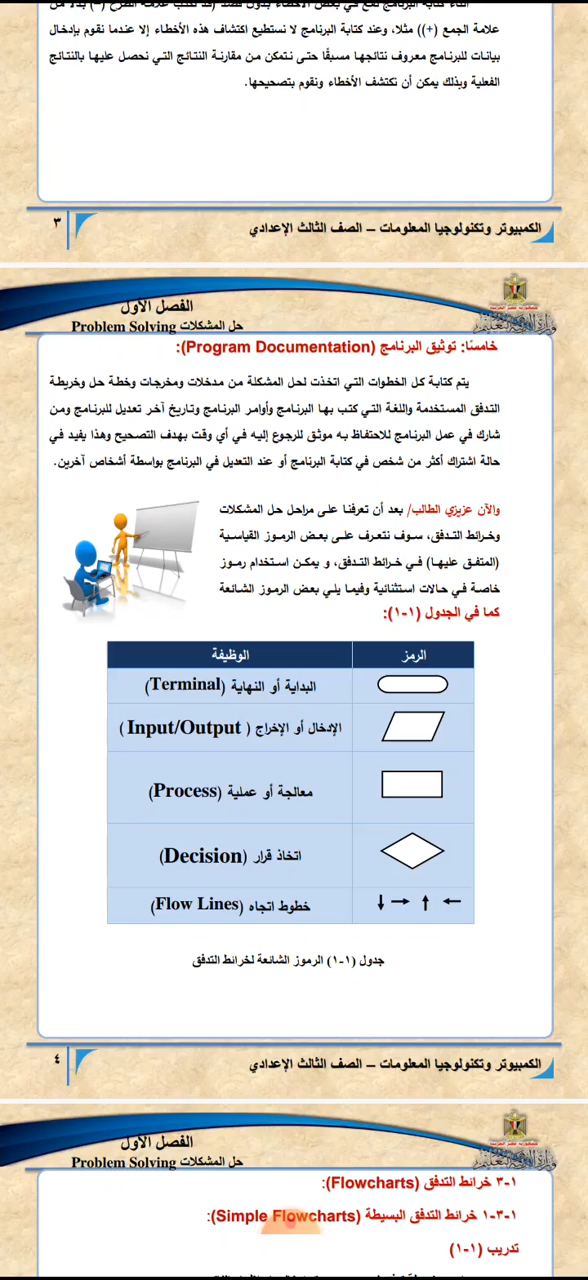 علامة الجمع (+)) مثلا، وعند كتابة البرنامج لا نستطيع اكتشاف هذه الأخطاء إلا عندما نقوم بإدخال
بيانات للبرنامج معروف نتائجها مسبقًا حتى نتمكن من مقارنة النتائج التي نحصل عليها بالنتائج
الفعلية وبذلك يمكن أن تكتشف الأخطاء ونقوم بتصحيحها.
الكمبيوتر وتكنولوجيا المعلومات – الصف الثالث الإعدادي
٣
الفصل الأول
حل المشكلات Problem Solving
خامسًا: توثيق البرنامج (Program Documentation):
يتم كتابة كل الخطوات التي اتخذت لحل المشكلة من مدخلات ومخرجات وخطة حل وخريطة
التدفق المستخدمة واللغة التي كتب بها البرنامج وأوامر البرنامج وتاريخ آخر تعديل للبرنامج ومن
شارك في عمل البرنامج للاحتفاظ به موثق للرجوع إليه في أي وقت بهدف التصحيح وهذا يفيد في
حالة اشتراك أكثر من شخص في كتابة البرنامج أو عند التعديل في البرنامج بواسطة أشخاص آخرين.
والآن عزيزي الطالب/ بعد أن تعرفنا على مراحل حل المشكلات
وخرائط التدفق، سوف نتعرف على بعض الرموز القياسية
(المتفق عليها) في خرائط التدفق، و يمكن استخدام رموز
خاصة في حالات استثنائية وفيما يلي بعض الرموز الشائعة
كما في الجدول (١-١):
الرمز الوظيفة
البداية أو النهاية (Terminal)
الإدخال أو الإخراج ( Input/Output )
معالجة أو عملية (Process)
اتخاذ قرار (Decision)
خطوط اتجاه (Flow Lines)
جدول (١-١) الرموز الشائعة لخرائط التدفق
الكمبيوتر وتكنولوجيا المعلومات – الصف الثالث الإعدادي
٤
الفصل الأول
حل المشكلات Problem Solving
١-٣ خرائط التدفق (Flowcharts):
١-٣-١ خرائط التدفق البسيطة (Simple Flowcharts):
تدريب (١-١)